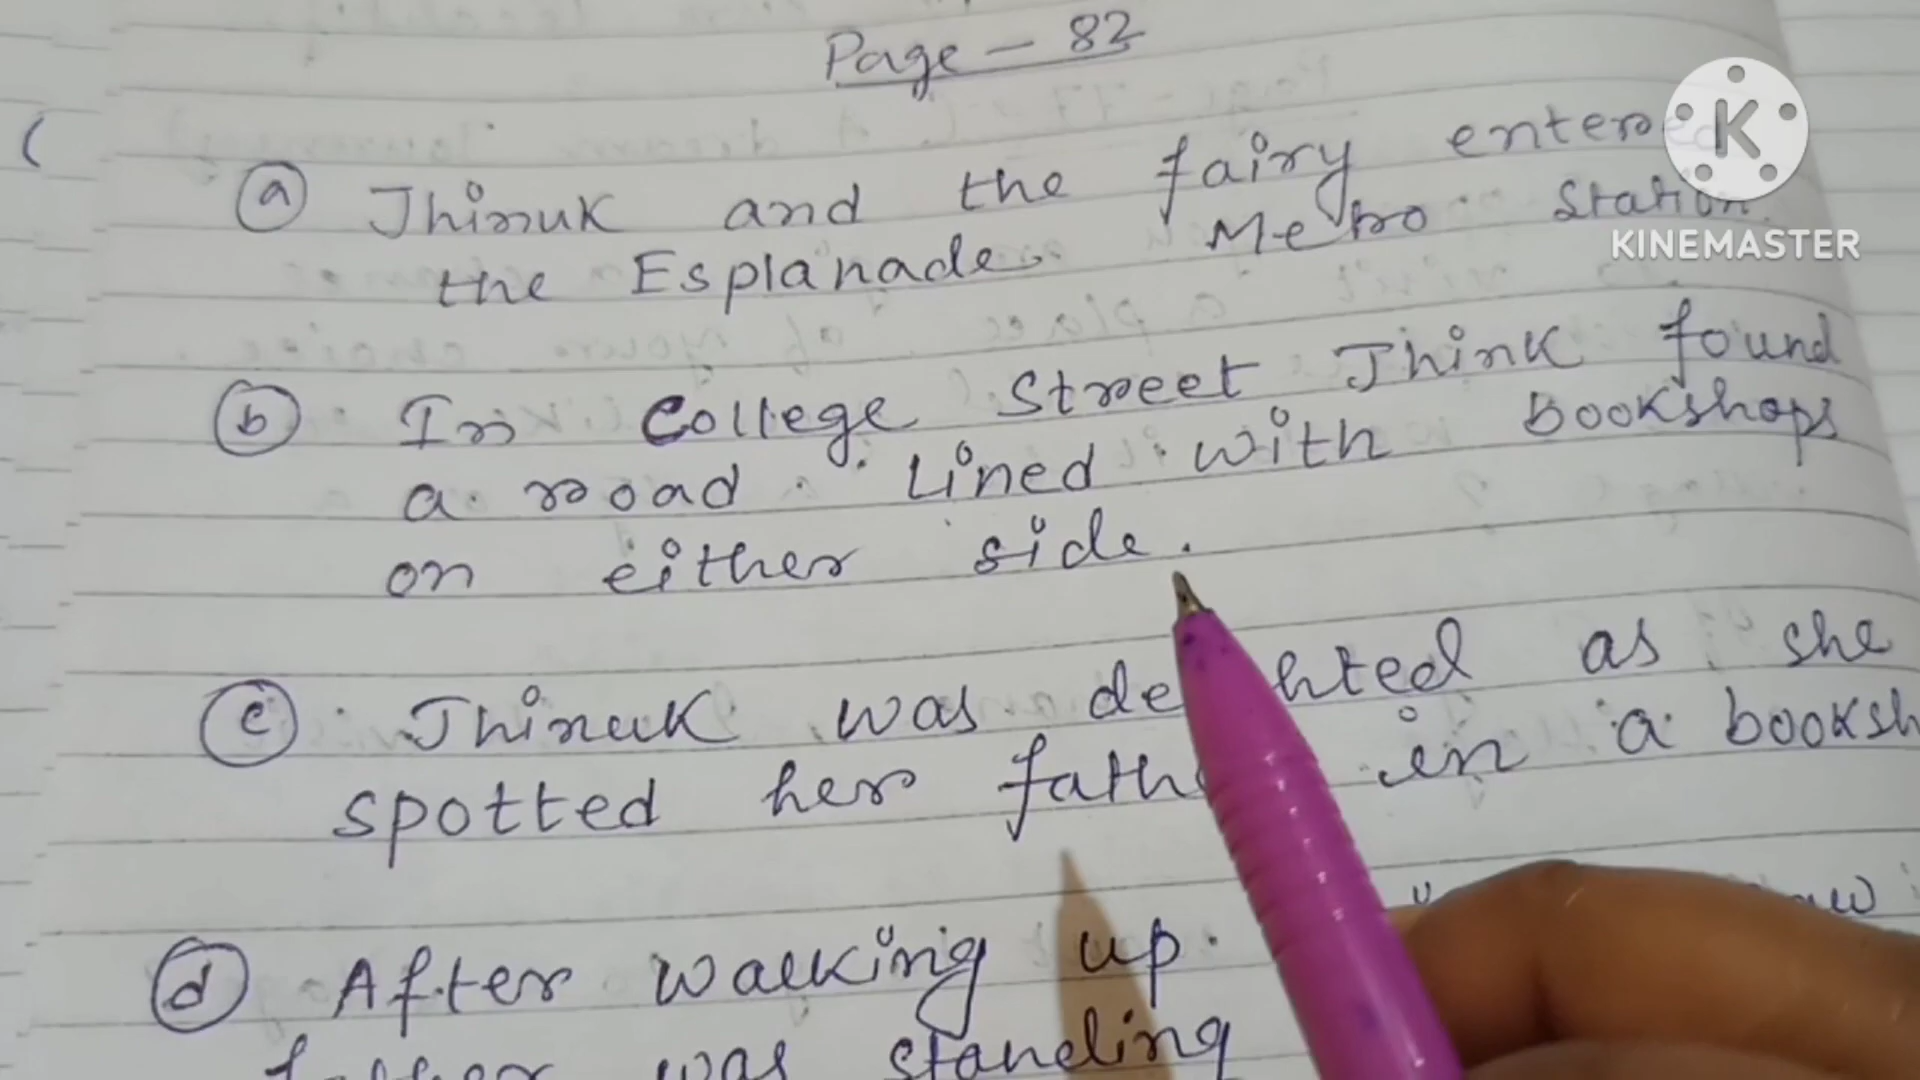 Page - 82
(a) Jhinuk and the fairy entered
the Esplanade Metro Station.
(b) In College Street Jhink found
a road lined with bookshops
on either side.
(c) Jhinuk was de hted as she
spotted her fath in a booksh
(d) After walking up
was standing
K
KINEMASTER